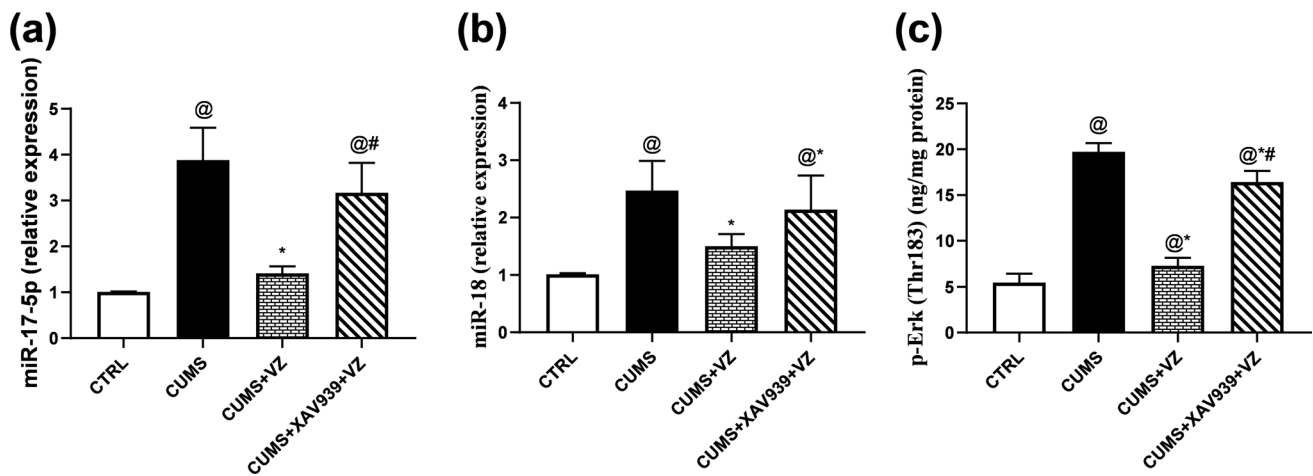 (a)
miR-17-5p (relative expression)
5
4
3
2
1
0
@
*
@#
CTRL
CUMS
CUMS+VZ
CUMS+XAV939+VZ
(b)
miR-18 (relative expression)
4
3
2
1
0
@
*
@*
CTRL
CUMS
CUMS+VZ
CUMS+XAV939+VZ
(c)
p-Erk (Thr183) (ng/mg protein)
25
20
15
10
5
0
@
@*
@*#
CTRL
CUMS
CUMS+VZ
CUMS+XAV939+VZ